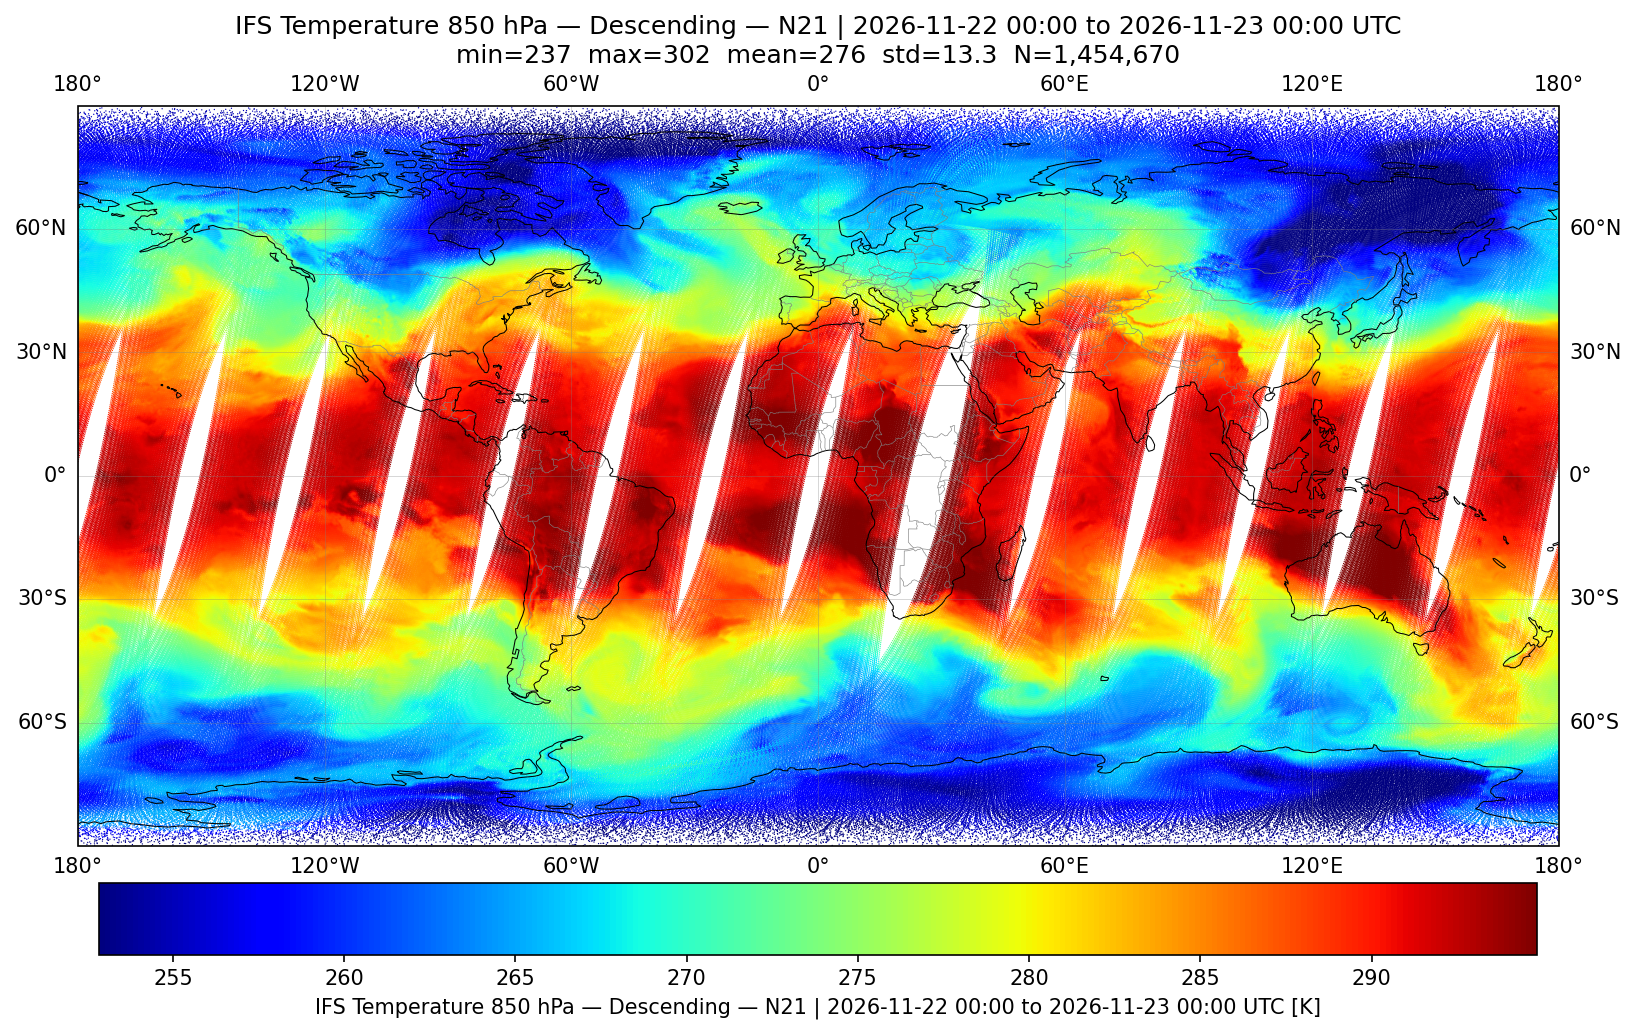 IFS Temperature 850 hPa — Descending — N21 | 2026-11-22 00:00 to 2026-11-23 00:00 UTC
min=237 max=302 mean=276 std=13.3 N=1,454,670
180° 120°W 60°W 0° 60°E 120°E 180°
60°N 60°N
30°N 30°N
0° 0°
30°S 30°S
60°S 60°S
180° 120°W 60°W 0° 60°E 120°E 180°
255 260 265 270 275 280 285 290
IFS Temperature 850 hPa — Descending — N21 | 2026-11-22 00:00 to 2026-11-23 00:00 UTC [K]